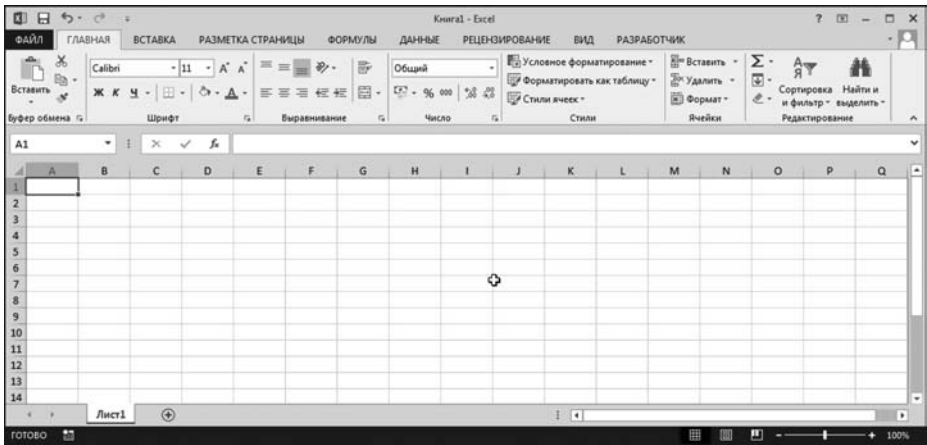 Книга1 - Excel
ФАЙЛ ГЛАВНАЯ ВСТАВКА РАЗМЕТКА СТРАНИЦЫ ФОРМУЛЫ ДАННЫЕ РЕЦЕНЗИРОВАНИЕ ВИД РАЗРАБОТЧИК
Вставить
Calibri 11
Ж К Ч
Общий
% 000
Условное форматирование
Форматировать как таблицу
Стили ячеек
Вставить
Удалить
Формат
Сортировка и фильтр
Найти и выделить
Буфер обмена Шрифт Выравнивание Число Стили Ячейки Редактирование
A1 fx
A B C D E F G H I J K L M N O P Q
1
2
3
4
5
6
7
8
9
10
11
12
13
14
Лист1
ГОТОВО 100%